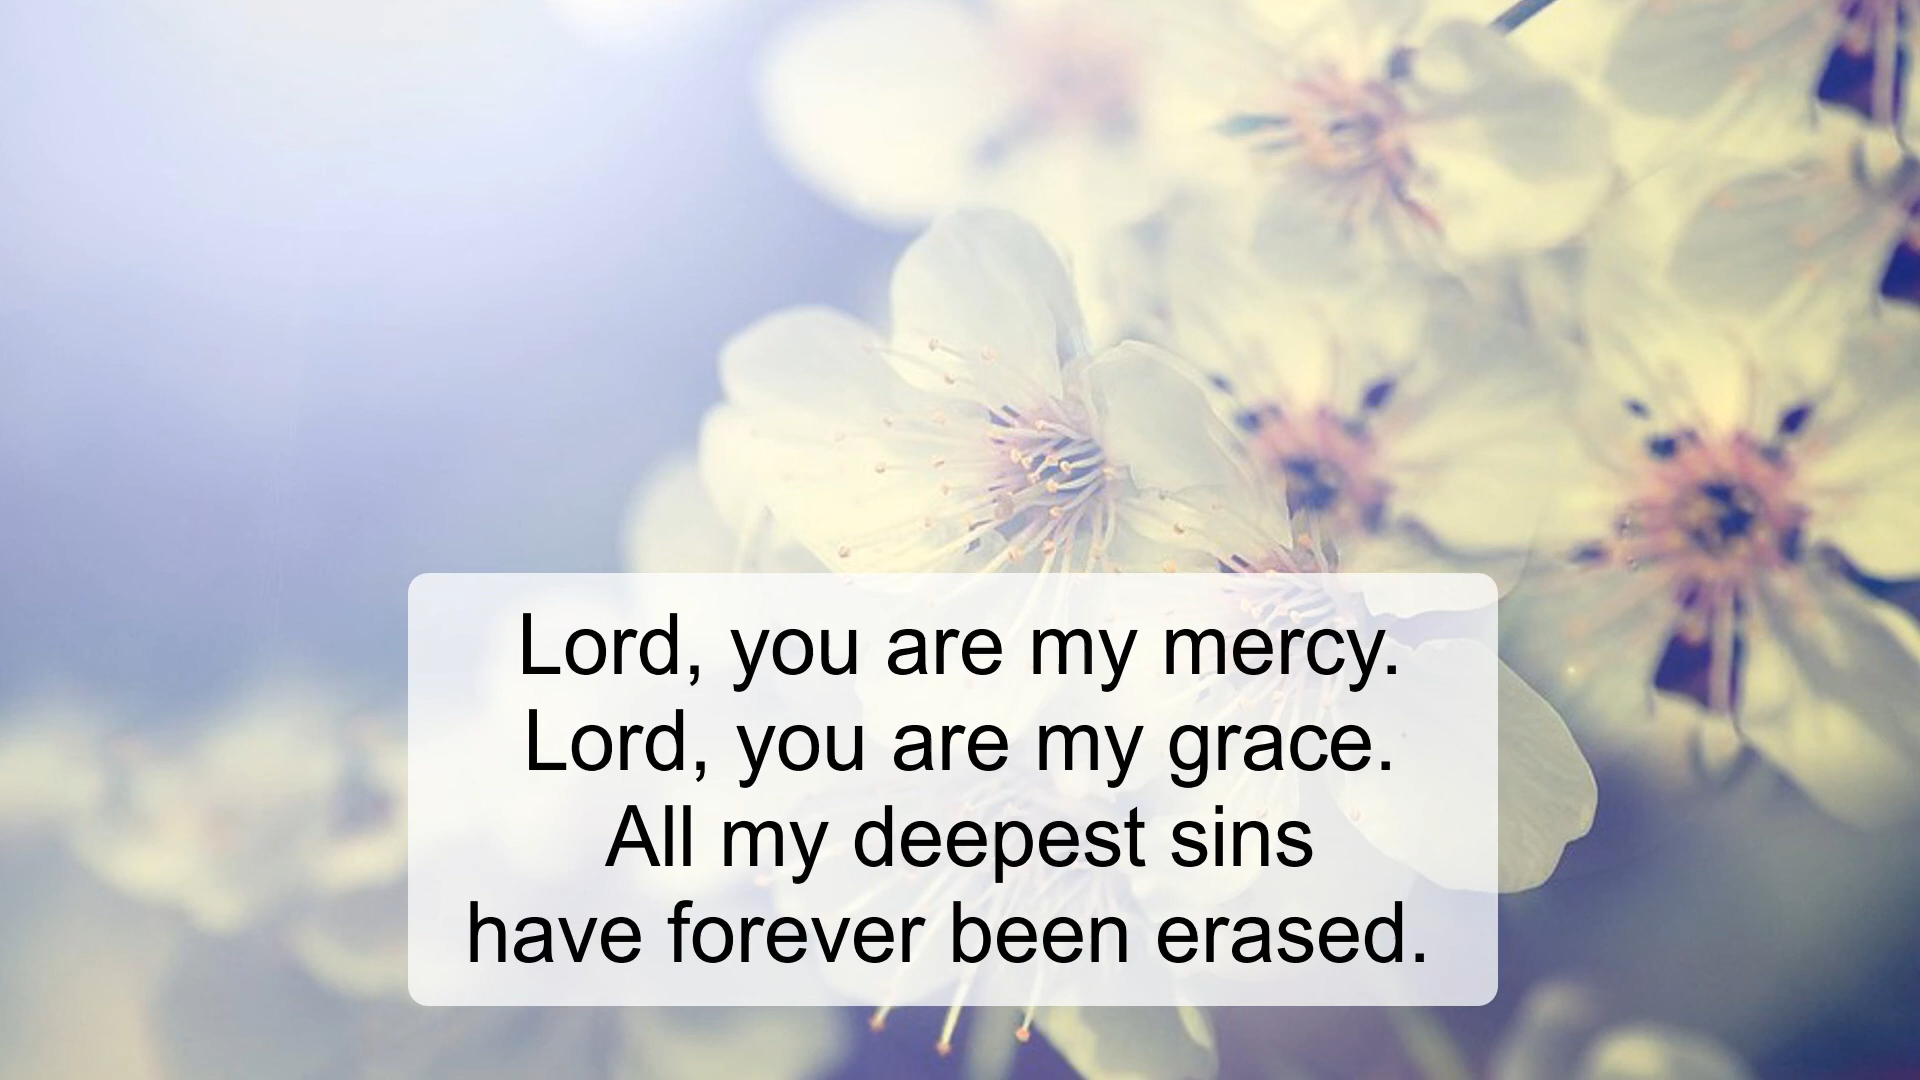 Lord, you are my mercy.
Lord, you are my grace.
All my deepest sins
have forever been erased.